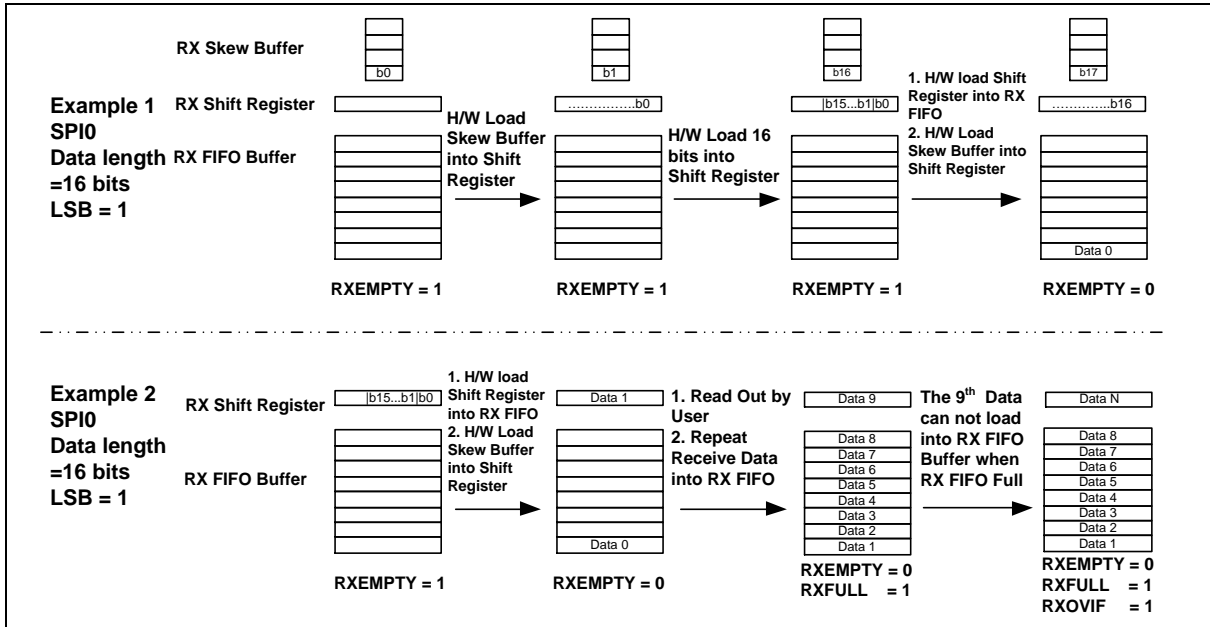 RX Skew Buffer
b0
b1
b16
b17
Example 1
SPI0
Data length
=16 bits
LSB = 1
RX Shift Register
................b0
|b15...b1|b0
..............b16
RX FIFO Buffer
H/W Load
Skew Buffer
into Shift
Register
H/W Load 16
bits into
Shift Register
1. H/W load Shift
Register into RX
FIFO
2. H/W Load
Skew Buffer into
Shift Register
Data 0
RXEMPTY = 1
RXEMPTY = 1
RXEMPTY = 1
RXEMPTY = 0
Example 2
SPI0
Data length
=16 bits
LSB = 1
RX Shift Register
|b15...b1|b0
Data 1
Data 9
Data N
RX FIFO Buffer
1. H/W load
Shift Register
into RX FIFO
2. H/W Load
Skew Buffer
into Shift
Register
Data 0
1. Read Out by
User
2. Repeat
Receive Data
into RX FIFO
Data 8
Data 7
Data 6
Data 5
Data 4
Data 3
Data 2
Data 1
The 9th Data
can not load
into RX FIFO
Buffer when
RX FIFO Full
Data 8
Data 7
Data 6
Data 5
Data 4
Data 3
Data 2
Data 1
RXEMPTY = 1
RXEMPTY = 0
RXEMPTY = 0
RXFULL = 1
RXEMPTY = 0
RXFULL = 1
RXOVIF = 1